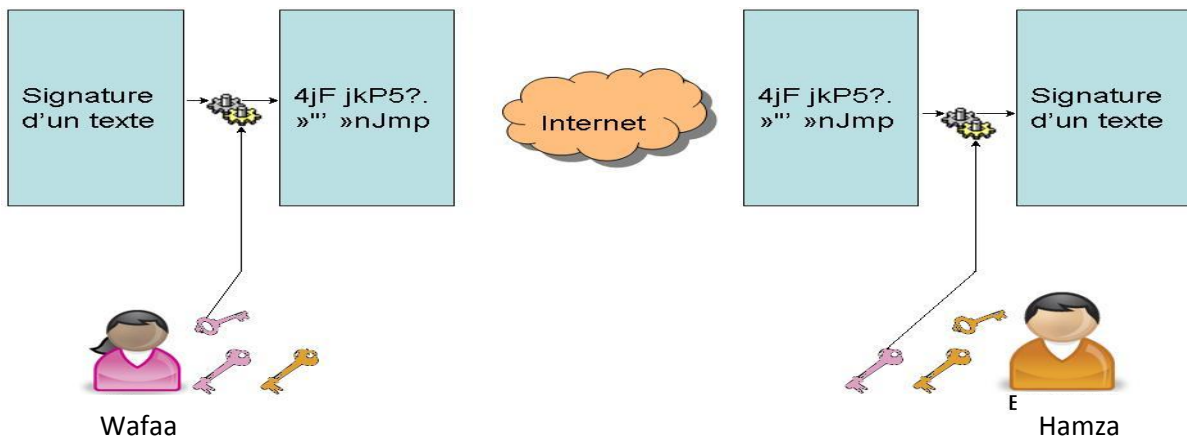 Signature
d'un texte
4jF jkP5?.
»"' »nJmp
Internet
4jF jkP5?.
»"' »nJmp
Signature
d'un texte
Wafaa
E
Hamza